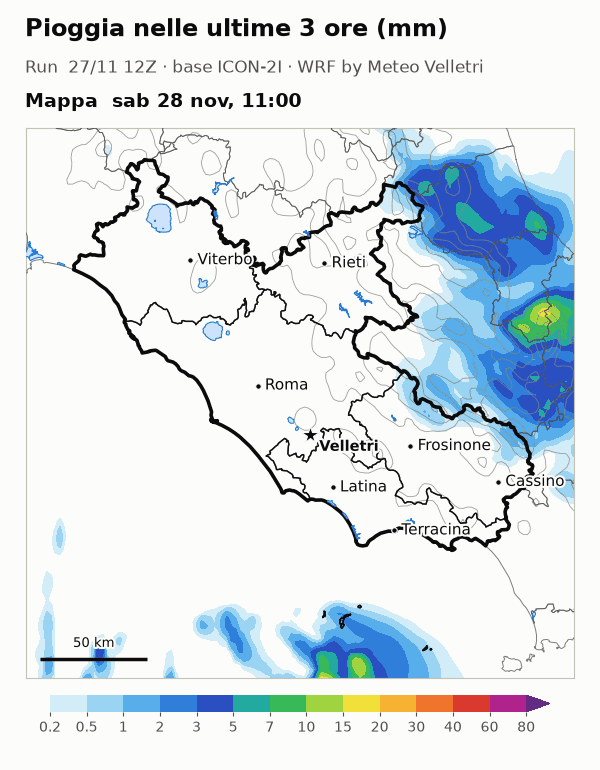 Pioggia nelle ultime 3 ore (mm)
Run  27/11 12Z · base ICON-2I · WRF by Meteo Velletri
Mappa  sab 28 nov, 11:00
Viterbo
Rieti
Roma
Velletri
Frosinone
Latina
Cassino
Terracina
50 km
0.2 0.5 1 2 3 5 7 10 15 20 30 40 60 80